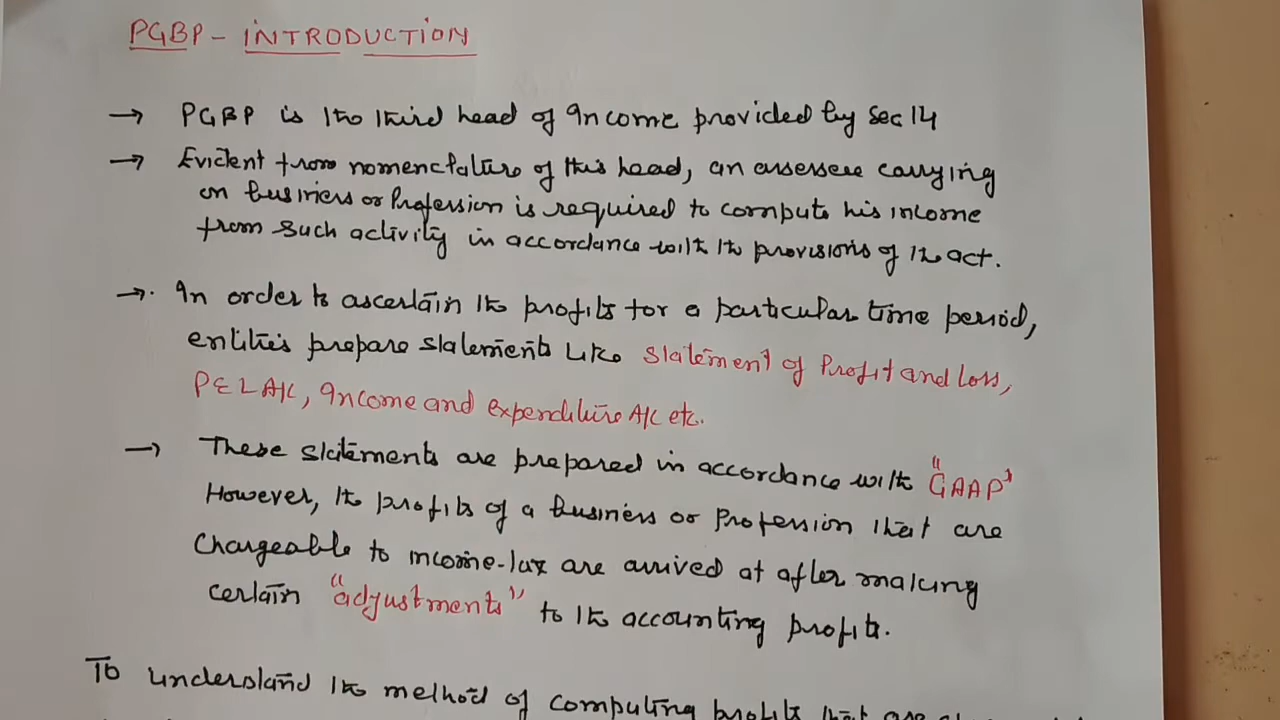 PGBP - INTRODUCTION
→ PGBP is the third head of Income provided by Sec 14
→ Evident from nomenclature of this head, an assessee carrying
on business or Profession is required to compute his income
from such activity in accordance with the provisions of the act.
→ In order to ascertain the profits for a particular time period,
entities prepare statements like Statement of Profit and Loss,
P&L A/c, Income and expenditure A/c etc.
→ These statements are prepared in accordance with "GAAP"
However, the profits of a business or Profession that are
Chargeable to income-tax are arrived at after making
certain "adjustments" to the accounting profits.
To understand the method of computing profits that are